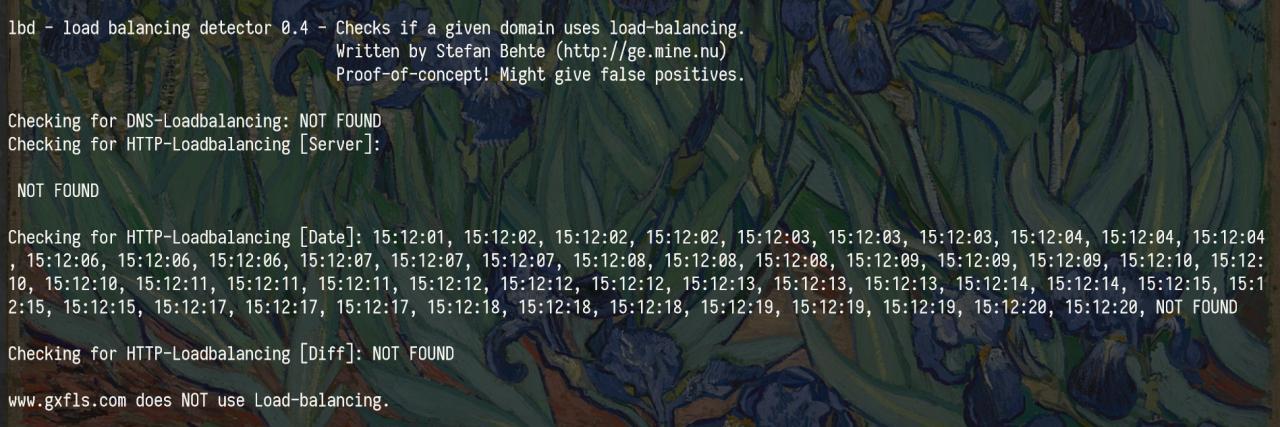 lbd - load balancing detector 0.4 - Checks if a given domain uses load-balancing.
Written by Stefan Behte (http://ge.mine.nu)
Proof-of-concept! Might give false positives.
Checking for DNS-Loadbalancing: NOT FOUND
Checking for HTTP-Loadbalancing [Server]:
NOT FOUND
Checking for HTTP-Loadbalancing [Date]: 15:12:01, 15:12:02, 15:12:02, 15:12:02, 15:12:03, 15:12:03, 15:12:03, 15:12:04, 15:12:04, 15:12:04
, 15:12:06, 15:12:06, 15:12:06, 15:12:07, 15:12:07, 15:12:07, 15:12:08, 15:12:08, 15:12:08, 15:12:09, 15:12:09, 15:12:09, 15:12:10, 15:12:
10, 15:12:10, 15:12:11, 15:12:11, 15:12:11, 15:12:12, 15:12:12, 15:12:12, 15:12:13, 15:12:13, 15:12:13, 15:12:14, 15:12:14, 15:12:15, 15:1
2:15, 15:12:15, 15:12:17, 15:12:17, 15:12:17, 15:12:18, 15:12:18, 15:12:18, 15:12:19, 15:12:19, 15:12:19, 15:12:20, 15:12:20, NOT FOUND
Checking for HTTP-Loadbalancing [Diff]: NOT FOUND
www.gxfls.com does NOT use Load-balancing.